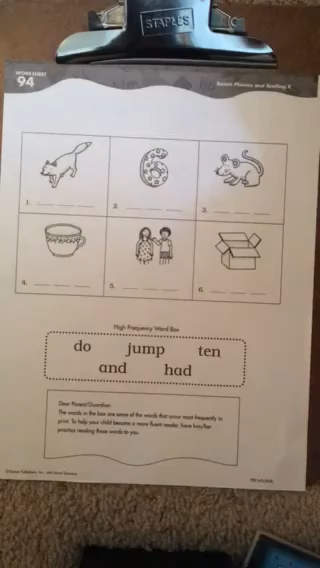 STAPLES
WORKSHEET
94
Phonics and Spelling K
1.
2.
3.
4.
5.
6.
High Frequency Word Box
do jump ten
and had
Dear Parent/Guardian:
The words in the box are some of the words that occur most frequently in
print. To help your child become a more fluent reader, have him/her
practice reading these words to you.